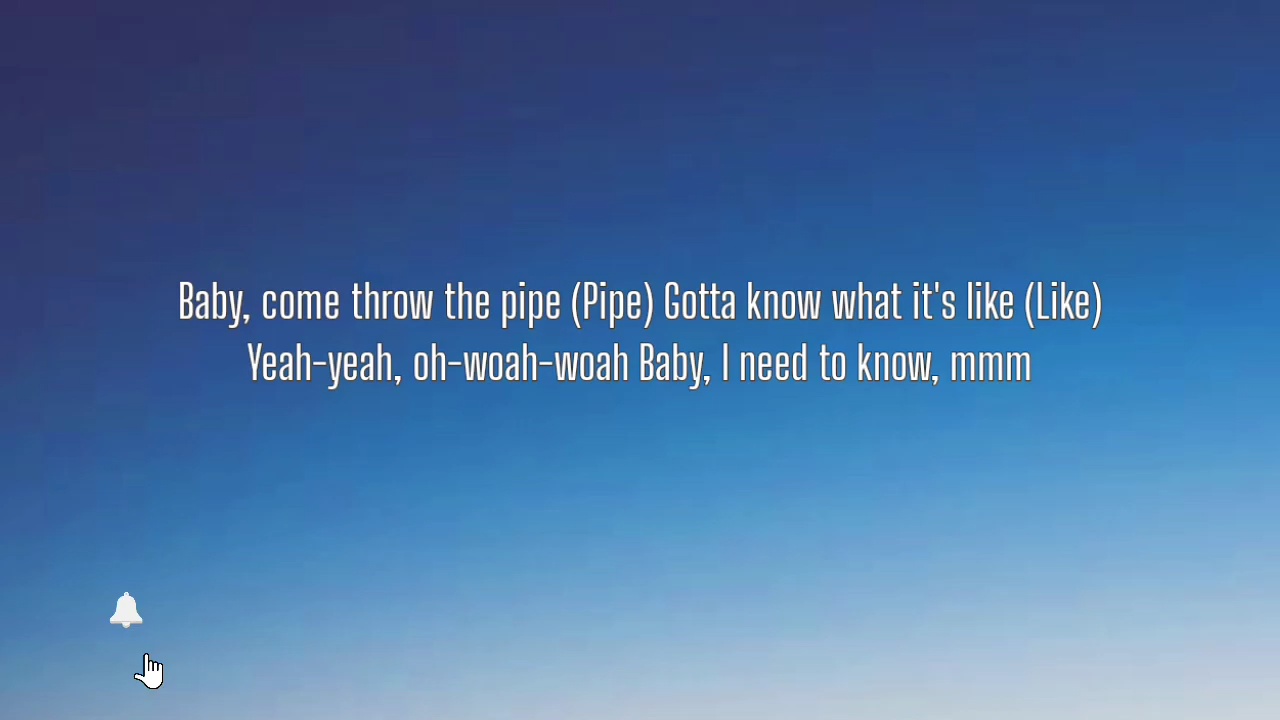 Baby, come throw the pipe (Pipe) Gotta know what it's like (Like)
Yeah-yeah, oh-woah-woah Baby, I need to know, mmm